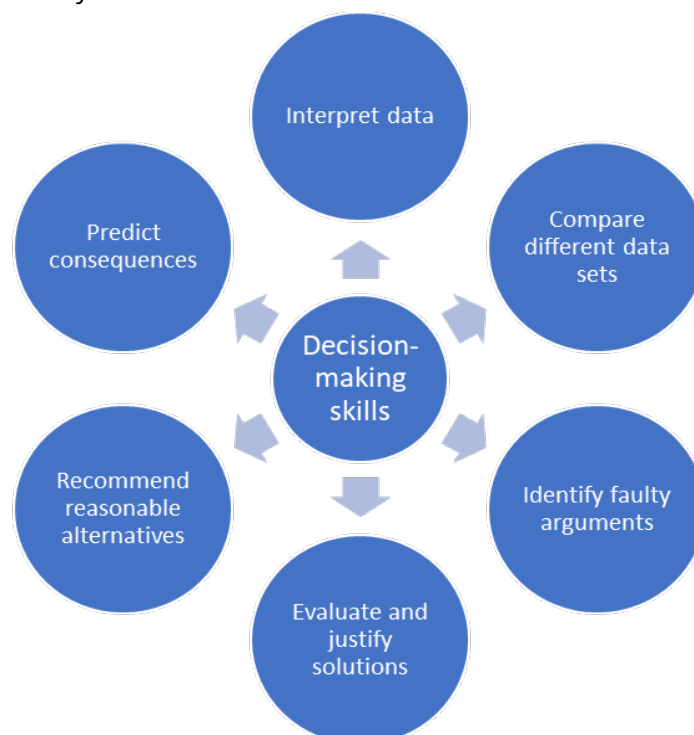 Interpret data
Compare
different data
sets
Identify faulty
arguments
Evaluate and
justify
solutions
Recommend
reasonable
alternatives
Predict
consequences
Decision-
making
skills